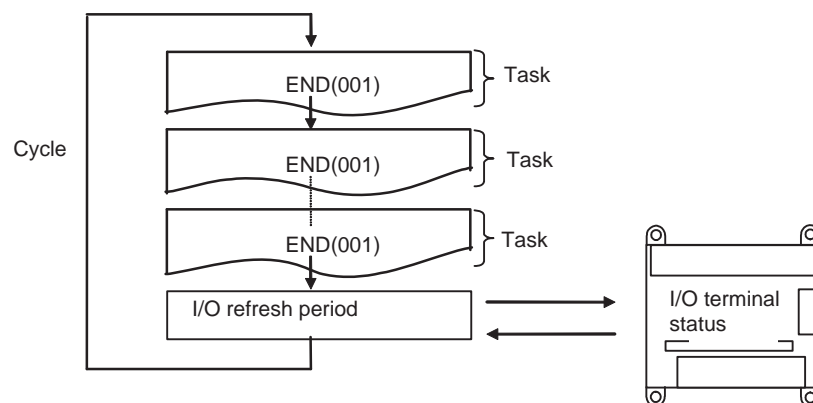 END(001)
Task
Cycle
END(001)
Task
END(001)
Task
I/O refresh period
I/O terminal
status